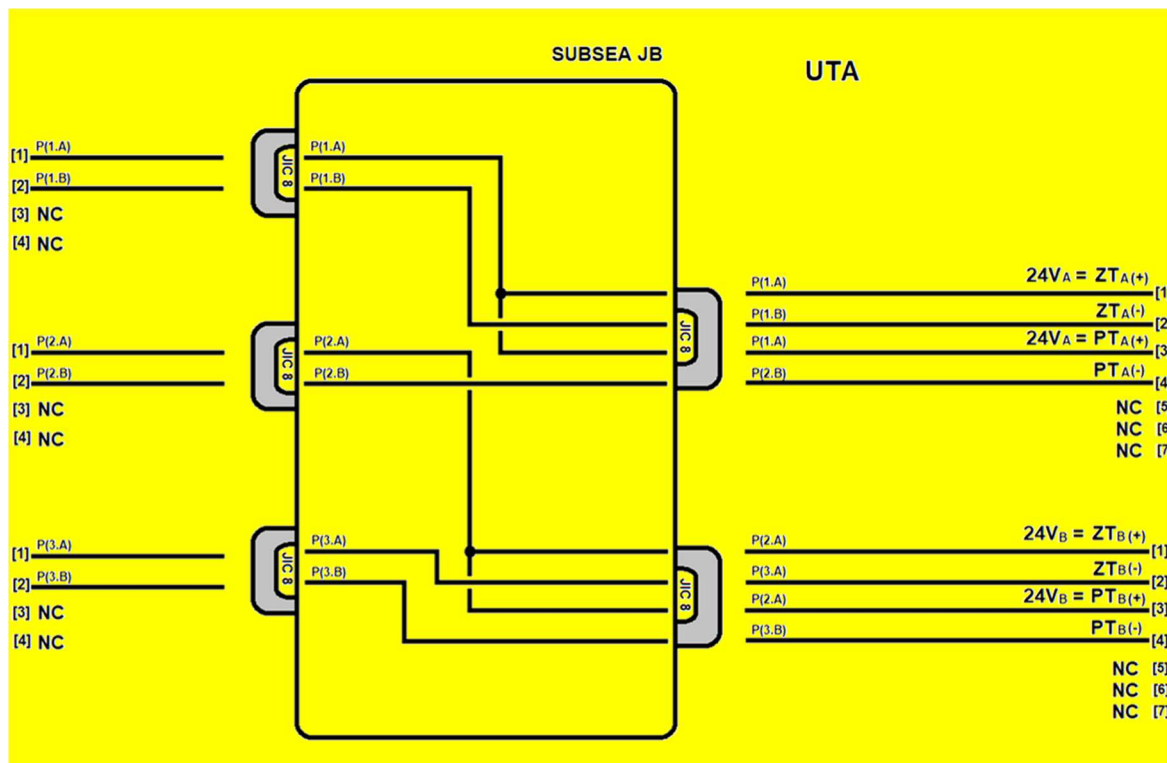 SUBSEA JB
UTA
[1] P(1.A)
[2] P(1.B)
[3] NC
[4] NC
JIC 8
P(1.A)
P(1.B)
[1] P(2.A)
[2] P(2.B)
[3] NC
[4] NC
JIC 8
P(2.A)
P(2.B)
[1] P(3.A)
[2] P(3.B)
[3] NC
[4] NC
JIC 8
P(3.A)
P(3.B)
JIC 8
P(1.A) 24VA = ZTA(+) [1
P(1.B) ZTA(-) [2
P(1.A) 24VA = PTA(+) [3
P(2.B) PTA(-) [4
NC [5
NC [6
NC [7
JIC 8
P(2.A) 24VB = ZTB(+) [1]
P(3.A) ZTB(-) [2]
P(2.A) 24VB = PTB(+) [3]
P(3.B) PTB(-) [4]
NC [5]
NC [6]
NC [7]